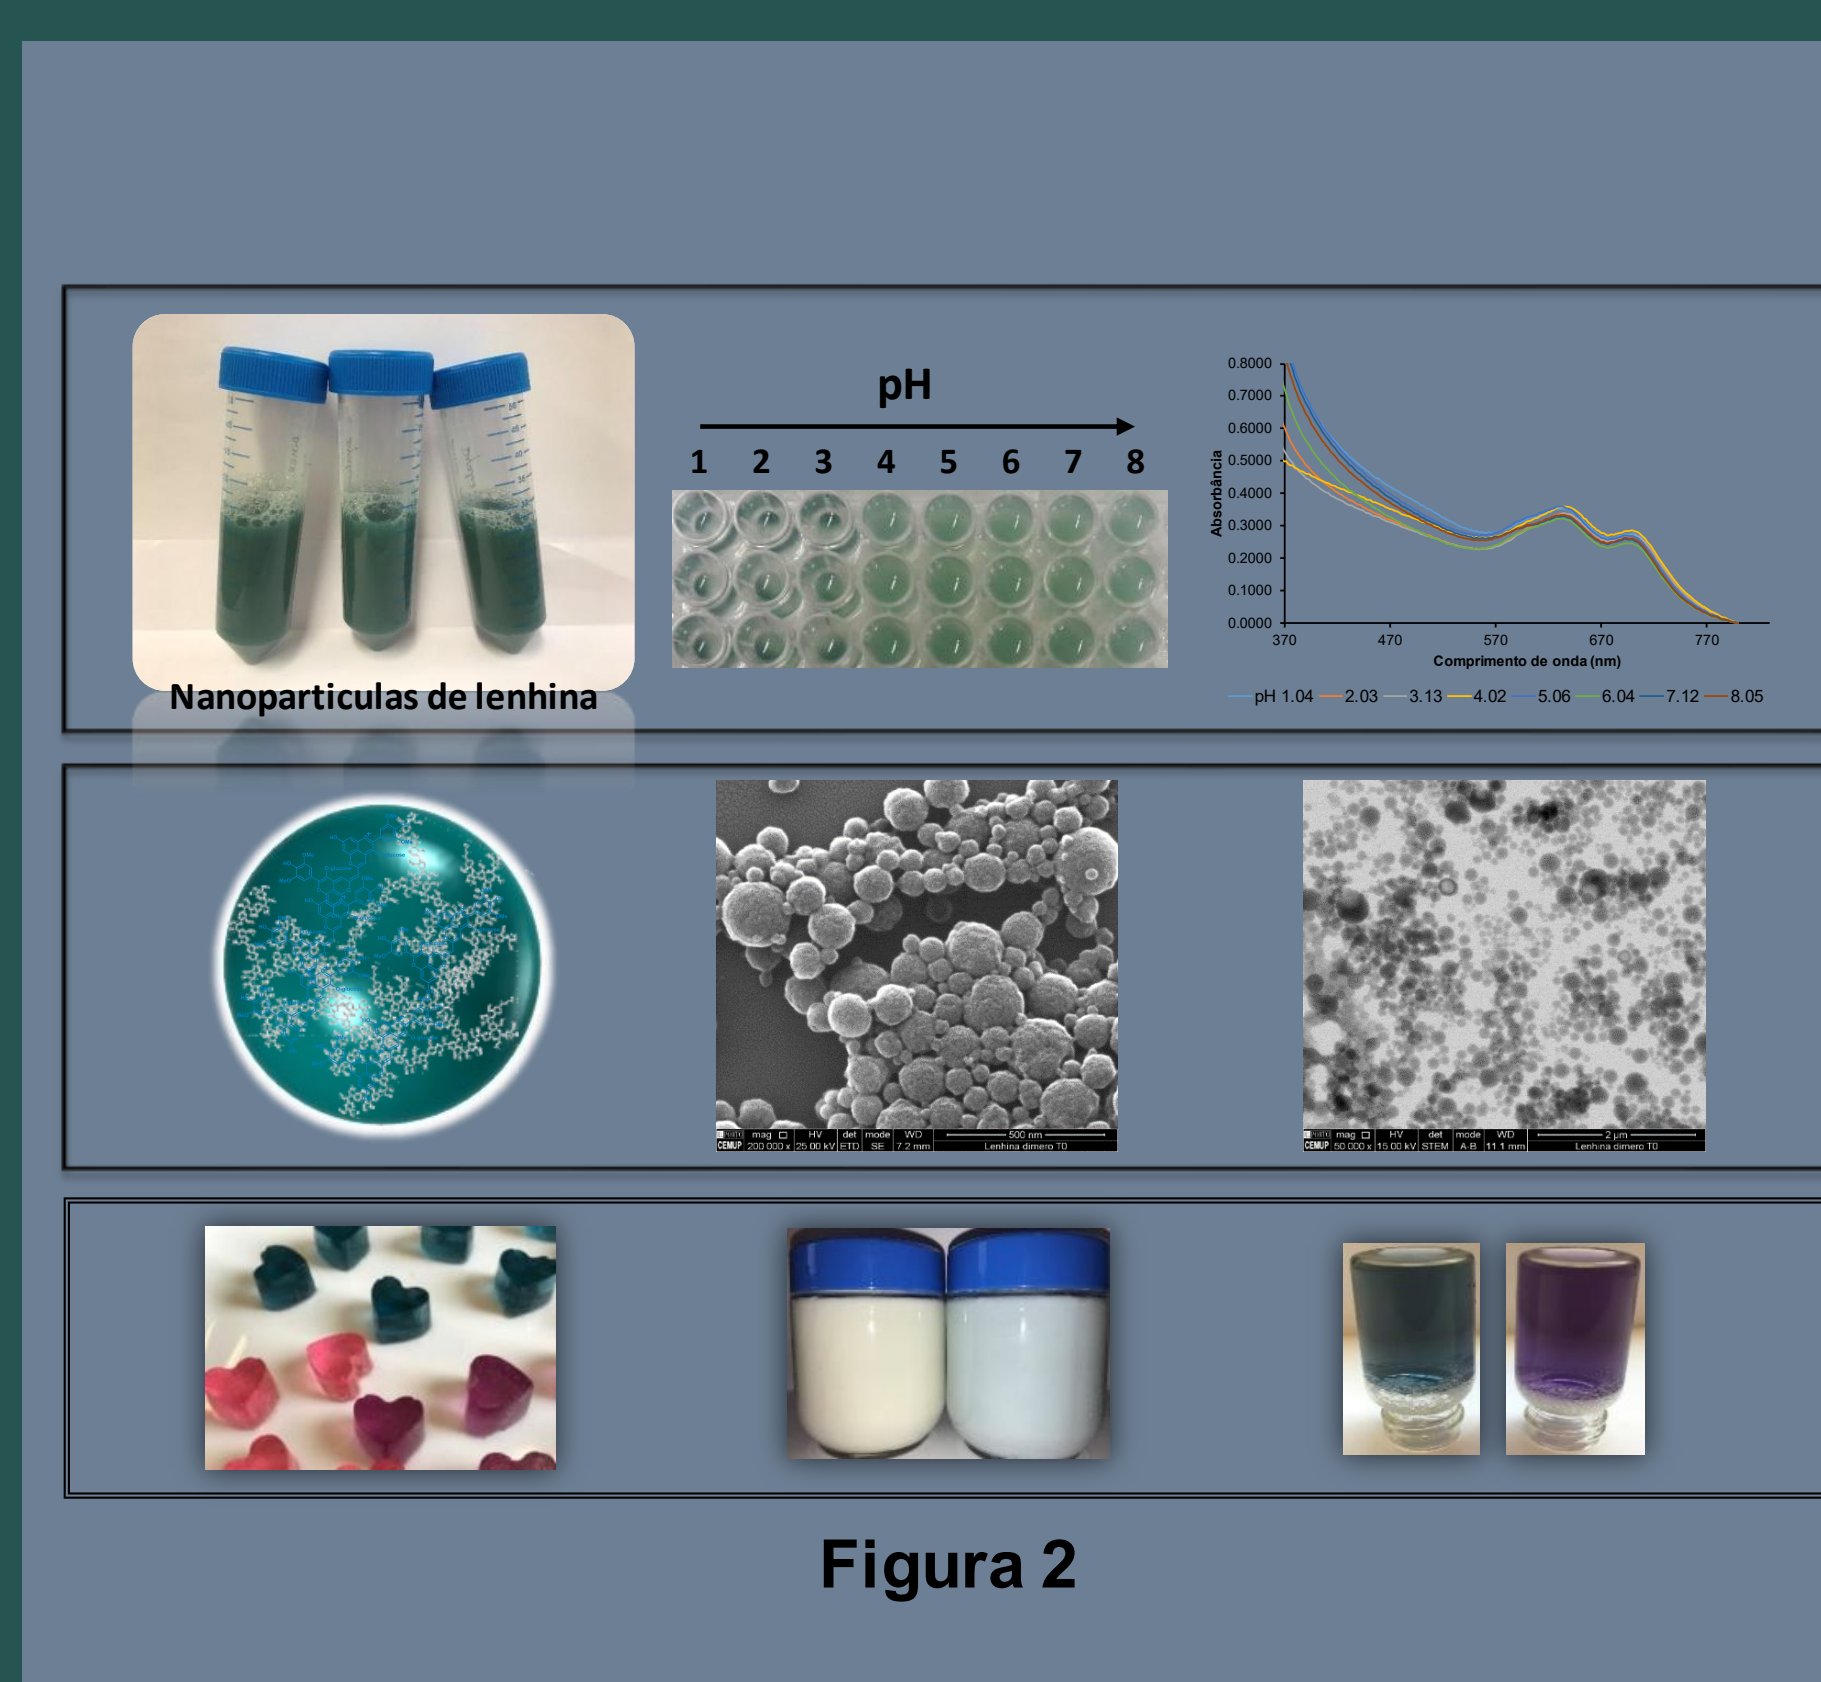 pH
1 2 3 4 5 6 7 8
Nanoparticulas de lenhina
0.8000
0.7000
0.6000
0.5000
0.4000
0.3000
0.2000
0.1000
0.0000
Absorbância
370 470 570 670 770
Comprimento de onda (nm)
pH 1.04 2.03 3.13 4.02 5.06 6.04 7.12 8.05
mag HV det mode WD 500 nm
CEMUP 200 000 x 25.00 kV ETD SE 7.2 mm Lenhina dimero T0
mag HV det mode WD 2 µm
CEMUP 50 000 x 15.00 kV STEM A-B 11.1 mm Lenhina dimero T0
Figura 2